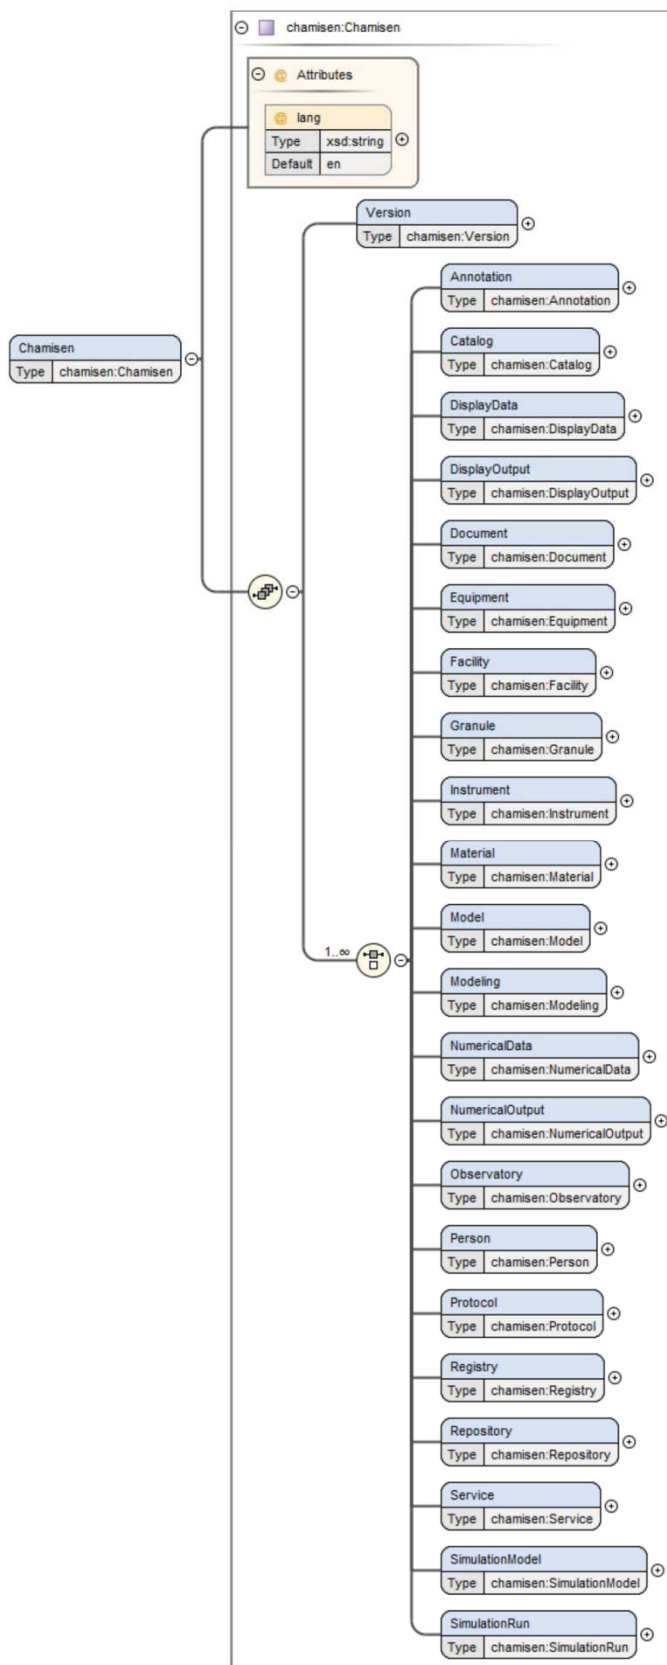 chamisen:Chamisen
@ Attributes
@ lang
Type xsd:string
Default en
Version
Type chamisen:Version
Annotation
Type chamisen:Annotation
Chamisen
Type chamisen:Chamisen
Catalog
Type chamisen:Catalog
DisplayData
Type chamisen:DisplayData
DisplayOutput
Type chamisen:DisplayOutput
Document
Type chamisen:Document
Equipment
Type chamisen:Equipment
Facility
Type chamisen:Facility
Granule
Type chamisen:Granule
Instrument
Type chamisen:Instrument
Material
Type chamisen:Material
Model
Type chamisen:Model
1..∞
Modeling
Type chamisen:Modeling
NumericalData
Type chamisen:NumericalData
NumericalOutput
Type chamisen:NumericalOutput
Observatory
Type chamisen:Observatory
Person
Type chamisen:Person
Protocol
Type chamisen:Protocol
Registry
Type chamisen:Registry
Repository
Type chamisen:Repository
Service
Type chamisen:Service
SimulationModel
Type chamisen:SimulationModel
SimulationRun
Type chamisen:SimulationRun